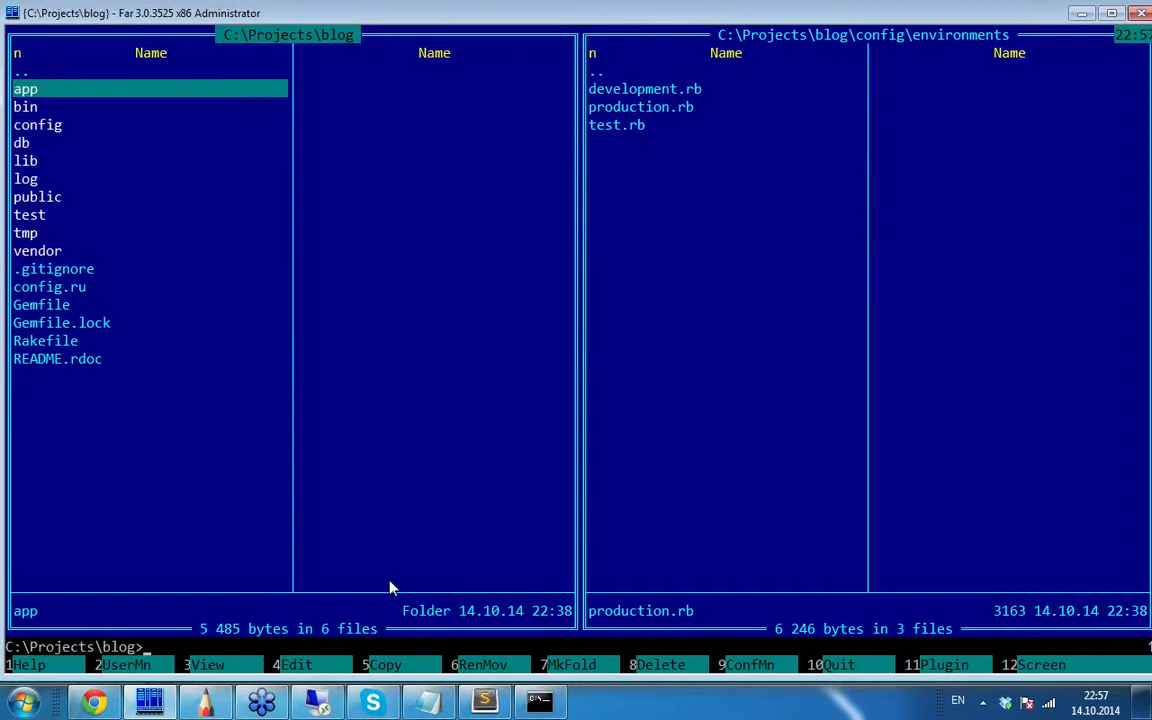 {C:\Projects\blog} - Far 3.0.3525 x86 Administrator
C:\Projects\blog
n Name Name
..
app
bin
config
db
lib
log
public
test
tmp
vendor
.gitignore
config.ru
Gemfile
Gemfile.lock
Rakefile
README.rdoc
app Folder 14.10.14 22:38
5 485 bytes in 6 files
C:\Projects\blog\config\environments 22:57
n Name Name
..
development.rb
production.rb
test.rb
production.rb 3163 14.10.14 22:38
6 246 bytes in 3 files
C:\Projects\blog>_
1Help 2UserMn 3View 4Edit 5Copy 6RenMov 7MkFold 8Delete 9ConfMn 10Quit 11Plugin 12Screen
EN 22:57
14.10.2014